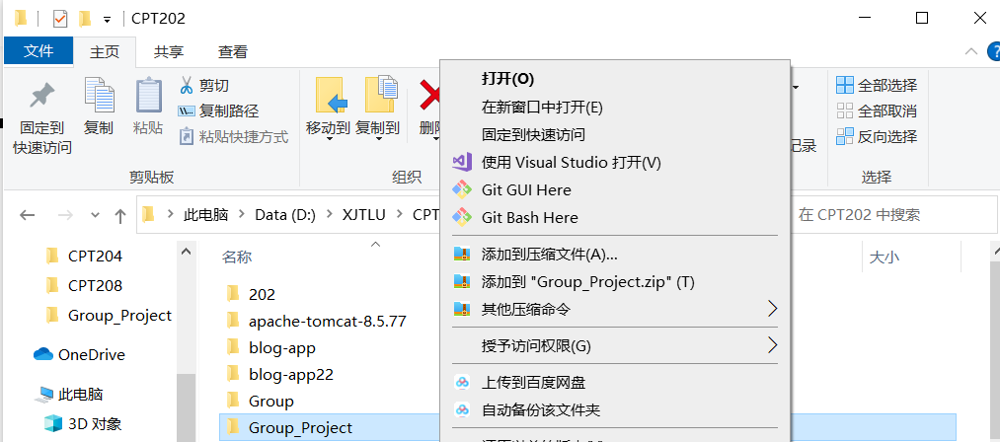 CPT202
文件 主页 共享 查看
固定到
快速访问
复制
粘贴
剪切
复制路径
粘贴快捷方式
剪贴板
移动到 复制到
组织
全部选择
全部取消
反向选择
选择
此电脑 Data (D:) XJTLU
在 CPT202 中搜索
名称 大小
CPT204
CPT208
Group_Project
OneDrive
此电脑
3D 对象
202
apache-tomcat-8.5.77
blog-app
blog-app22
Group
Group_Project
打开(O)
在新窗口中打开(E)
固定到快速访问
使用 Visual Studio 打开(V)
Git GUI Here
Git Bash Here
添加到压缩文件(A)...
添加到 "Group_Project.zip" (T)
其他压缩命令
授予访问权限(G)
上传到百度网盘
自动备份该文件夹